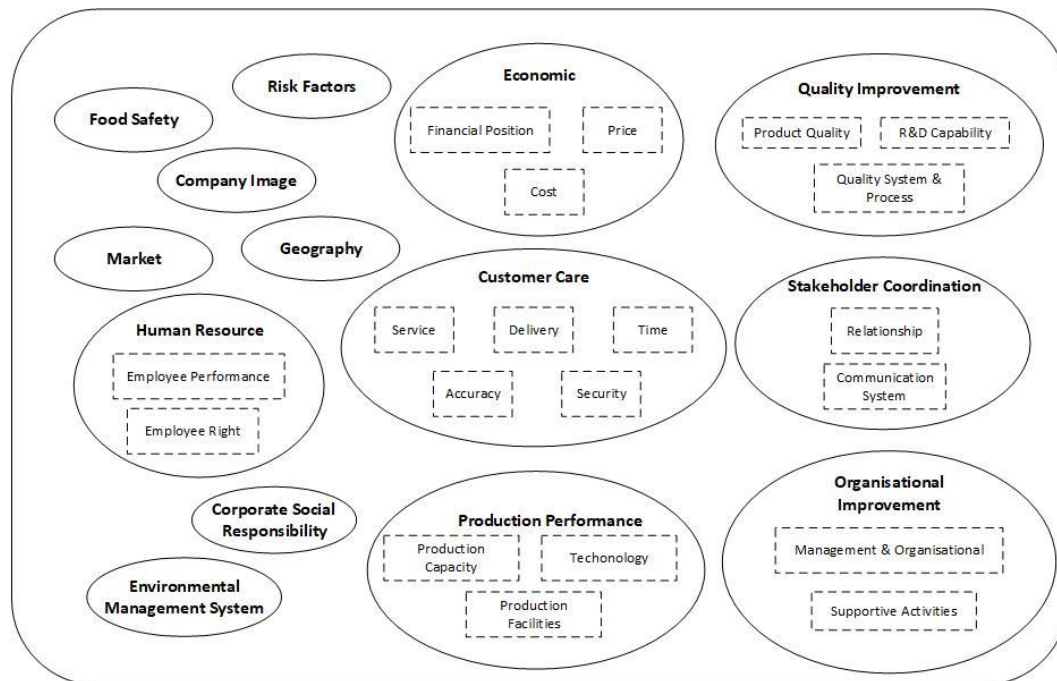 Risk Factors
Food Safety
Company Image
Market
Geography
Economic
Financial Position
Price
Cost
Quality Improvement
Product Quality
R&D Capability
Quality System &
Process
Human Resource
Employee Performance
Employee Right
Customer Care
Service
Delivery
Time
Accuracy
Security
Stakeholder Coordination
Relationship
Communication
System
Corporate Social
Responsibility
Environmental
Management System
Production Performance
Production
Capacity
Techonology
Production
Facilities
Organisational
Improvement
Management & Organisational
Supportive Activities